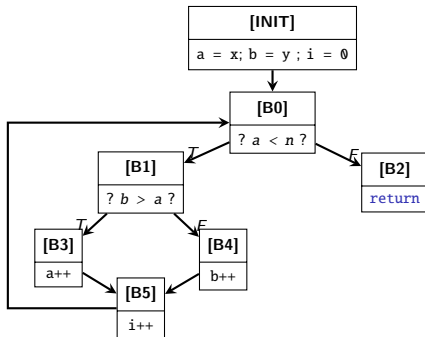 [INIT]
a = x; b = y ; i = 0
[B0]
? a < n ?
T
F
[B1]
? b > a ?
[B2]
return
T
F
[B3]
a++
[B4]
b++
[B5]
i++